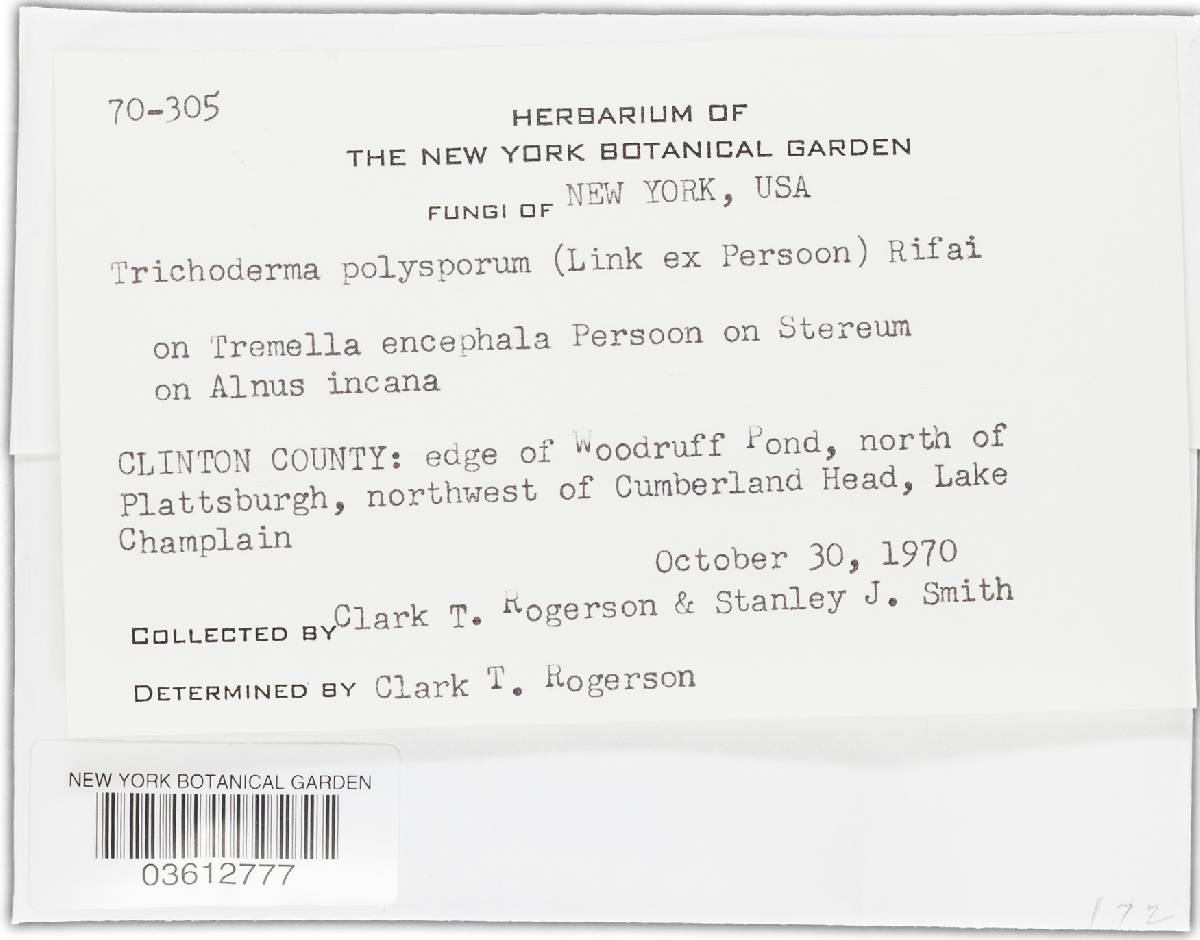 70-305
HERBARIUM OF
THE NEW YORK BOTANICAL GARDEN
FUNGI OF NEW YORK, USA
Trichoderma polysporum (Link ex Persoon) Rifai
on Tremella encephala Persoon on Stereum
on Alnus incana
CLINTON COUNTY: edge of Woodruff Pond, north of
Plattsburgh, northwest of Cumberland Head, Lake
Champlain
October 30, 1970
COLLECTED BY Clark T. Rogerson & Stanley J. Smith
DETERMINED BY Clark T. Rogerson
NEW YORK BOTANICAL GARDEN
03612777
172